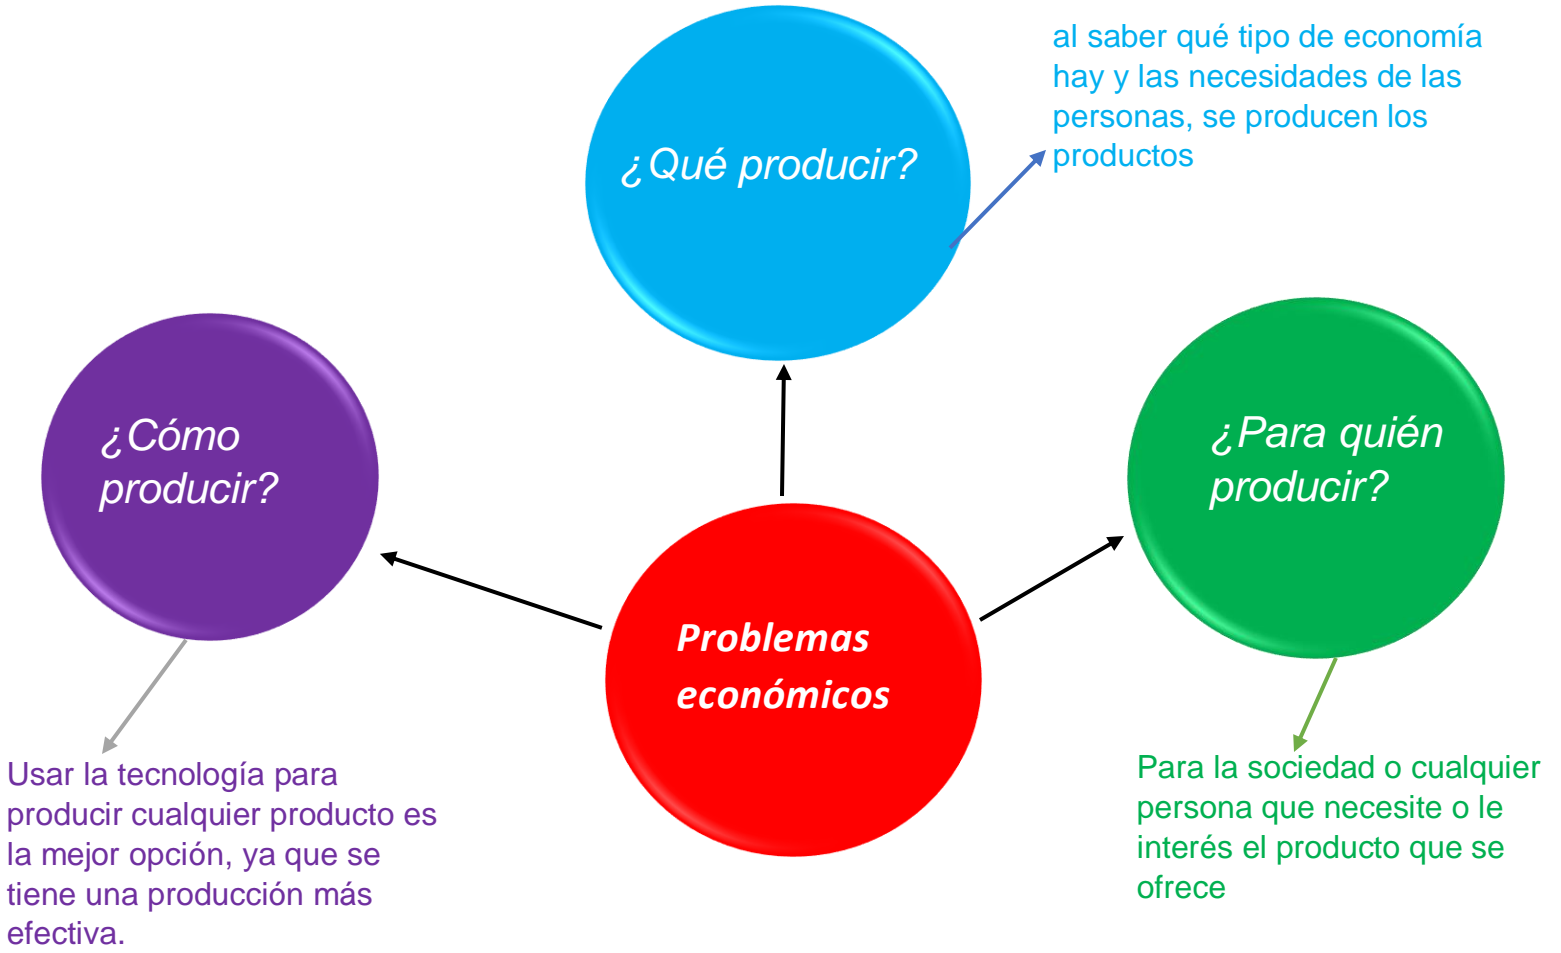 al saber qué tipo de economía
hay y las necesidades de las
personas, se producen los
productos
¿Qué producir?
¿Cómo
producir?
¿Para quién
producir?
Problemas
económicos
Usar la tecnología para
producir cualquier producto es
la mejor opción, ya que se
tiene una producción más
efectiva.
Para la sociedad o cualquier
persona que necesite o le
interés el producto que se
ofrece